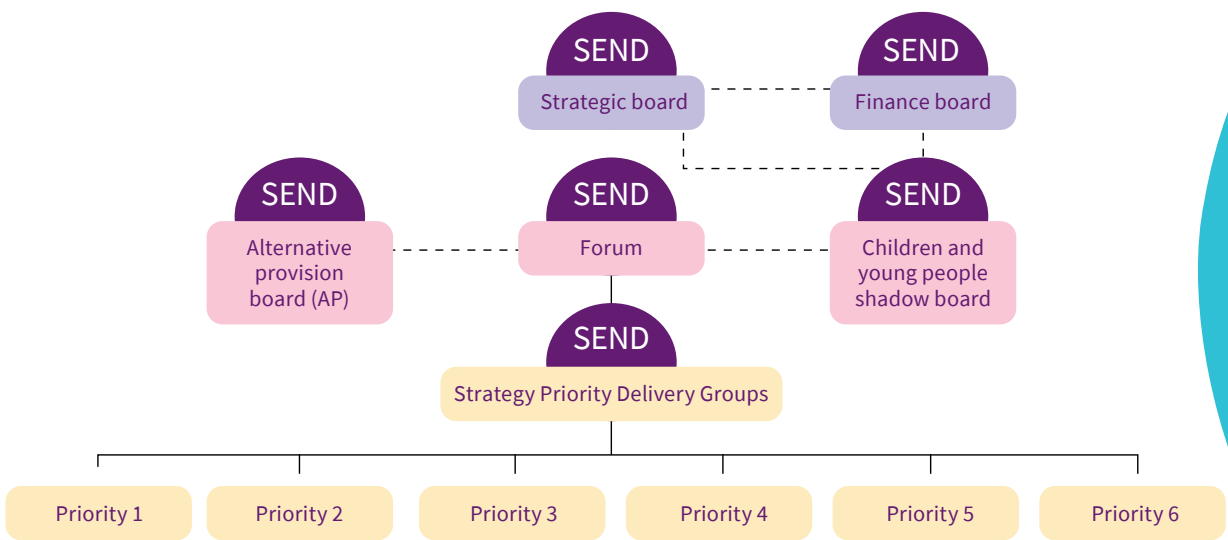 SEND
Strategic board
SEND
Finance board
SEND
Alternative
provision
board (AP)
SEND
Forum
SEND
Children and
young people
shadow board
SEND
Strategy Priority Delivery Groups
Priority 1
Priority 2
Priority 3
Priority 4
Priority 5
Priority 6